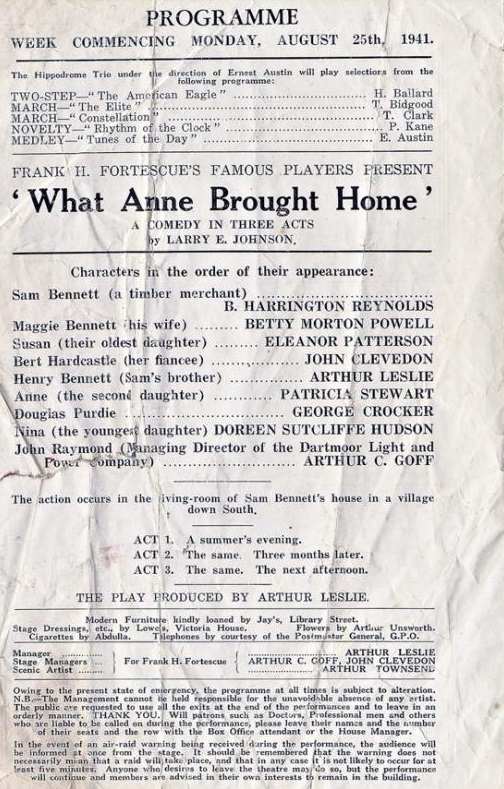 PROGRAMME
WEEK COMMENCING MONDAY, AUGUST 25th, 1941.
The Hippodrome Trio under the direction of Ernest Austin will play selections from the
following programme:
TWO-STEP—"The American Eagle" .......................... H. Ballard
MARCH—"The Elite" .......................... T. Bidgood
MARCH—"Constellation" .......................... T. Clark
NOVELTY—"Rhythm of the Clock" .......................... P. Kane
MEDLEY—"Tunes of the Day" .......................... E. Austin
FRANK H. FORTESCUE'S FAMOUS PLAYERS PRESENT
'What Anne Brought Home'
A COMEDY IN THREE ACTS
by LARRY E. JOHNSON.
Characters in the order of their appearance:
Sam Bennett (a timber merchant) ..........................
B. HARRINGTON REYNOLDS
Maggie Bennett (his wife) ......... BETTY MORTON POWELL
Susan (their oldest daughter) ......... ELEANOR PATTERSON
Bert Hardcastle (her fiancee) ............... JOHN CLEVEDON
Henry Bennett (Sam's brother) ............ ARTHUR LESLIE
Anne (the second daughter) ............ PATRICIA STEWART
Douglas Purdie .......................... GEORGE CROCKER
Nina (the youngest daughter) DOREEN SUTCLIFFE HUDSON
John Raymond (Managing Director of the Dartmoor Light and
Power Company) ...................... ARTHUR C. GOFF
The action occurs in the living-room of Sam Bennett's house in a village
down South.
ACT 1. A summer's evening.
ACT 2. The same. Three months later.
ACT 3. The same. The next afternoon.
THE PLAY PRODUCED BY ARTHUR LESLIE.
Modern Furniture kindly loaned by Jay's, Library Street.
Stage Dressings, etc., by Lowe's, Victoria House. Flowers by Arthur Unsworth.
Cigarettes by Abdulla. Telephones by courtesy of the Postmaster General, G.P.O.
Manager ............ ARTHUR LESLIE
Stage Managers ... For Frank H. Fortescue ARTHUR C. GOFF, JOHN CLEVEDON
Scenic Artist ...... ARTHUR TOWNSEND
Owing to the present state of emergency, the programme at all times is subject to alteration.
N.B.—The Management cannot be held responsible for the unavoidable absence of any artist.
The public are requested to use all the exits at the end of the performances and to leave in an
orderly manner. THANK YOU. Will patrons such as Doctors, Professional men and others
who are liable to be called on during the performance, please leave their names and the number
of their seats and the row with the Box Office attendant or the House Manager.
In the event of an air-raid warning being received during the performance, the audience will
be informed at once from the stage. It should be remembered that the warning does not
necessarily mean that a raid will take place, and that in any case it is not likely to occur for at
least five minutes. Anyone who desires to leave the theatre may do so, but the performance
will continue and members are advised in their own interests to remain in the building.